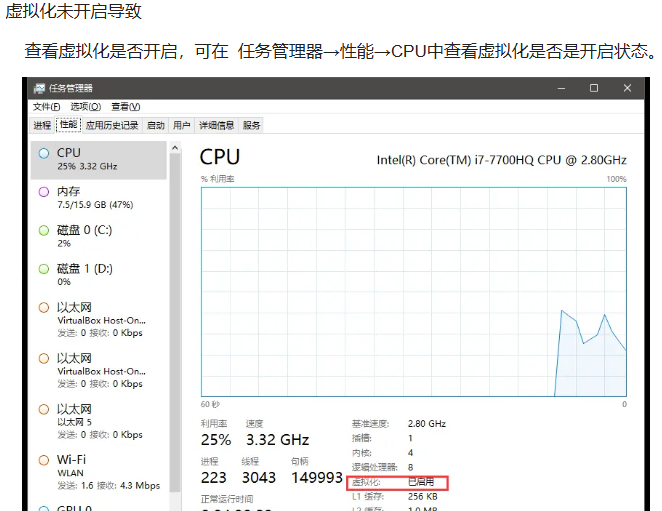 虚拟化未开启导致
查看虚拟化是否开启，可在 任务管理器→性能→CPU中查看虚拟化是否是开启状态。
任务管理器
文件(F) 选项(O) 查看(V)
进程 性能 应用历史记录 启动 用户 详细信息 服务
CPU
25% 3.32 GHz
内存
7.5/15.9 GB (47%)
磁盘 0 (C:)
2%
磁盘 1 (D:)
0%
以太网
VirtualBox Host-On...
发送: 0 接收: 0 Kbps
以太网
VirtualBox Host-On...
发送: 0 接收: 0 Kbps
以太网
以太网 5
发送: 0 接收: 0 Kbps
Wi-Fi
WLAN
发送: 1.6 接收: 4.3 Mbps
GPU 0
CPU
Intel(R) Core(TM) i7-7700HQ CPU @ 2.80GHz
% 利用率
100%
60 秒
0
利用率 速度
25% 3.32 GHz
进程 线程 句柄
223 3043 149993
正常运行时间
基准速度: 2.80 GHz
插槽: 1
内核: 4
逻辑处理器: 8
虚拟化: 已启用
L1 缓存: 256 KB
L2 缓存: 1.0 MB